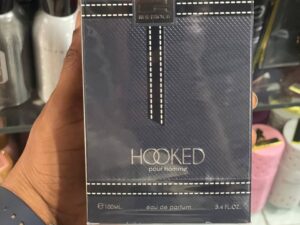 HOOKED
pour homme
℮100ML eau de parfum 3.4 FL.OZ.